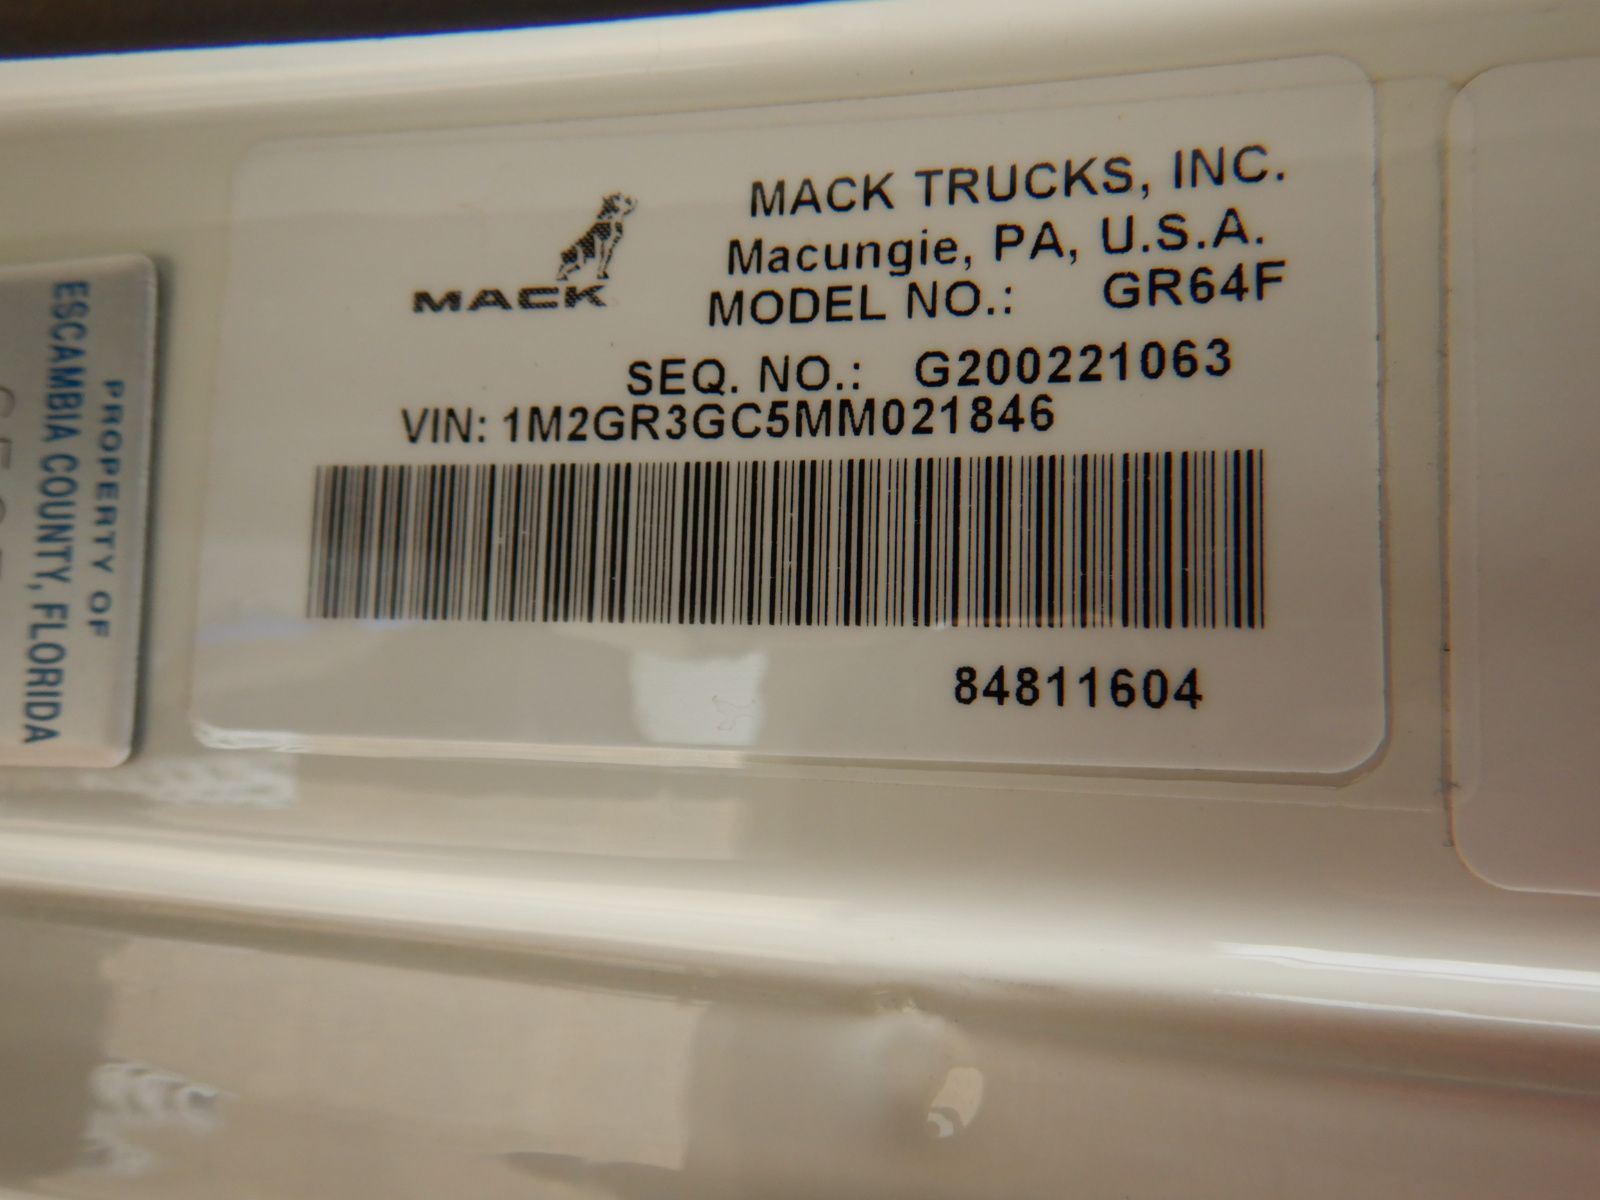 MACK
MACK TRUCKS, INC.
Macungie, PA, U.S.A.
MODEL NO.: GR64F
SEQ. NO.: G200221063
VIN: 1M2GR3GC5MM021846
84811604
PROPERTY OF
ESCAMBIA COUNTY, FLORIDA